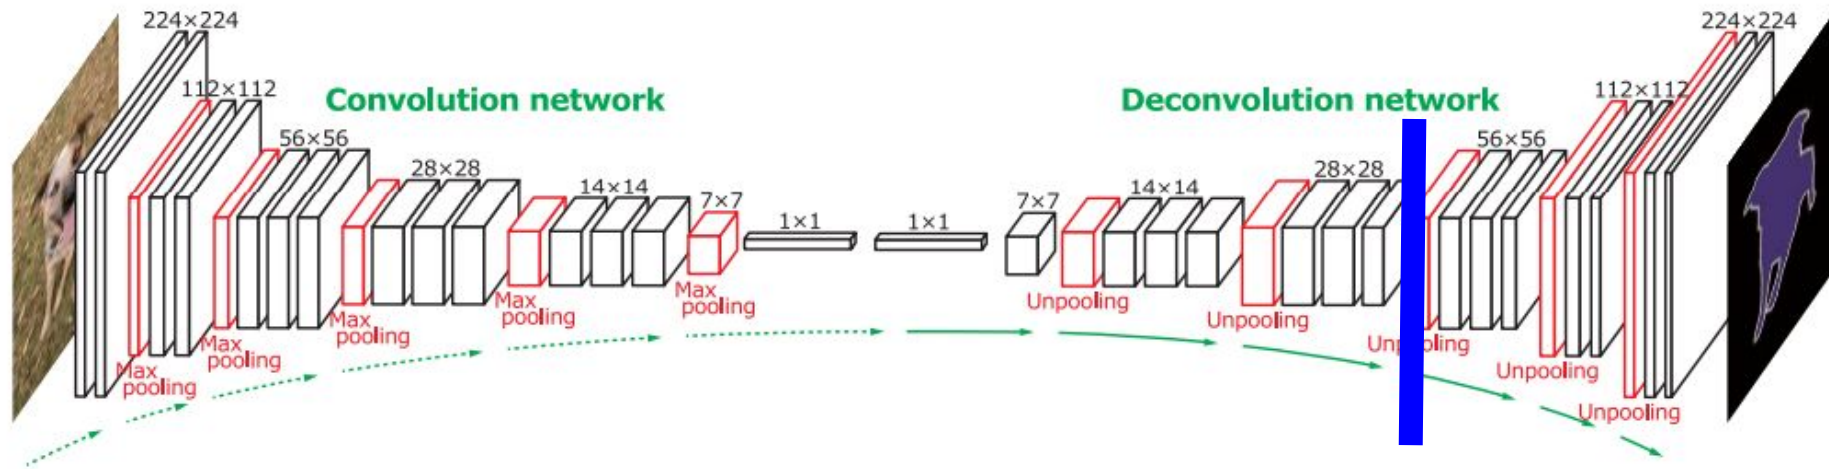 224×224
112×112
Convolution network
56×56
28×28
14×14
7×7
1×1
1×1
7×7
14×14
28×28
Deconvolution network
56×56
112×112
224×224
Max
pooling
Max
pooling
Max
pooling
Max
pooling
Max
pooling
Unpooling
Unpooling
Unpooling
Unpooling